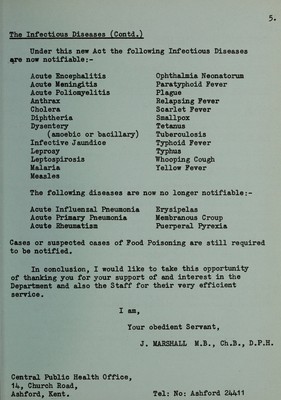 5.
The Infectious Diseases (Contd.)
Under this new Act the following Infectious Diseases
are now notifiable:-
Acute Encephalitis Ophthalmia Neonatorum
Acute Meningitis Paratyphoid Fever
Acute Poliomyelitis Plague
Anthrax Relapsing Fever
Cholera Scarlet Fever
Diphtheria Smallpox
Dysentery Tetanus
(amoebic or bacillary) Tuberculosis
Infective Jaundice Typhoid Fever
Leprosy Typhus
Leptospirosis Whooping Cough
Malaria Yellow Fever
Measles
The following diseases are now no longer notifiable:-
Acute Influenzal Pneumonia Erysipelas
Acute Primary Pneumonia Membranous Croup
Acute Rheumatism Puerperal Pyrexia
Cases or suspected cases of Food Poisoning are still required
to be notified.
In conclusion, I would like to take this opportunity
of thanking you for your support of and interest in the
Department and also the Staff for their very efficient
service.
I am,
Your obedient Servant,
J. MARSHALL M.B., Ch.B., D.P.H.
Central Public Health Office,
14, Church Road,
Ashford, Kent. Tel: No: Ashford 24411